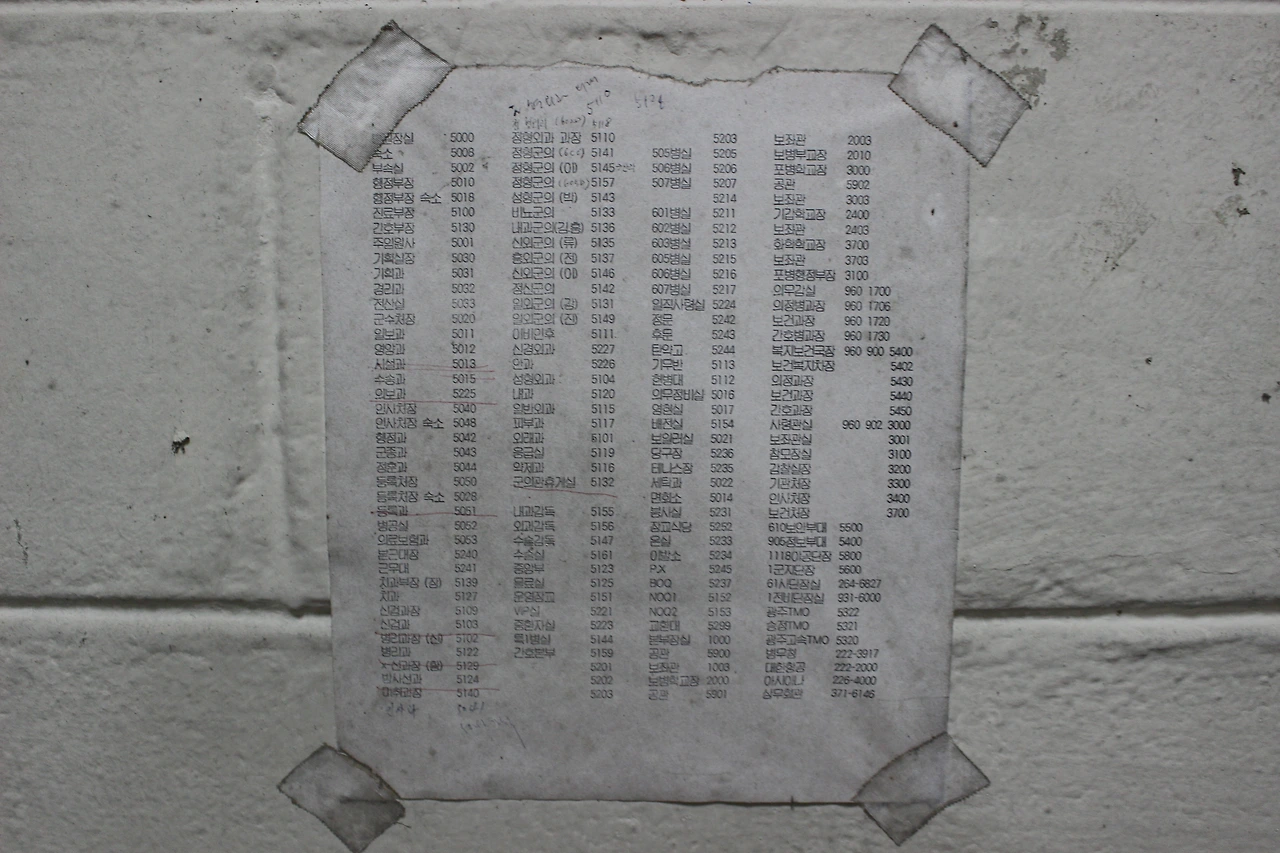 병원장실 5000
숙소 5008
부속실 5002
행정부장 5010
행정부장 숙소 5018
진료부장 5100
간호부장 5130
주임원사 5001
기획실장 5030
기획과 5031
경리과 5032
전산실 5033
군수처장 5020
일보과 5011
영양과 5012
시설과 5013
수송과 5015
의보과 5225
인사처장 5040
인사처장 숙소 5048
행정과 5042
군종과 5043
정훈과 5044
등록처장 5050
등록처장 숙소 5028
등록과 5051
병공실 5052
의료보험과 5053
본근대장 5240
근무대 5241
치과부장 (장) 5139
치과 5127
신경과장 5109
신검과 5103
병리과장 (신) 5102
병리과 5122
X-선과장 (황) 5129
방사선과 5124
마취과장 5140
5110
5124
5118
정형외과 과장 5110
정형군의 5141
정형군의 (이) 5145
정형군의 5157
성형군의 (박) 5143
비뇨군의 5133
내과군의(김홍) 5136
신외군의 (류) 5135
흉외군의 (전) 5137
신외군의 (이) 5146
정신군의 5142
일외군의 (강) 5131
일외군의 (진) 5149
이비인후 5111
신경외과 5227
안과 5226
성형외과 5104
내과 5120
일반외과 5115
피부과 5117
외래과 6101
응급실 5119
약제과 5116
군의관휴게실 5132
내과감독 5155
외과감독 5156
수술감독 5147
수술실 5161
중앙부 5123
물료실 5125
운영창고 5151
VIP실 5221
중환자실 5223
특1병실 5144
간호본부 5159
5201
5202
5203
5203
505병실 5205
506병실 5206
507병실 5207
5214
601병실 5211
602병실 5212
603병실 5213
605병실 5215
606병실 5216
607병실 5217
일직사령실 5224
정문 5242
후문 5243
탄약고 5244
기무반 5113
헌병대 5112
의무정비실 5016
영현실 5017
배전실 5154
보일러실 5021
당구장 5236
테니스장 5235
세탁과 5022
면회소 5014
봉사실 5231
장교식당 5252
온실 5233
이발소 5234
P.X 5245
BOQ 5237
NOQ1 5152
NOQ2 5153
교환대 5299
본부장실 1000
공관 5900
보좌관 1003
보병학교장 2000
공관 5901
보좌관 2003
보병부교장 2010
포병학교장 3000
공관 5902
보좌관 3003
기갑학교장 2400
보좌관 2403
화학학교장 3700
보좌관 3703
포병행정부장 3100
의무감실 960 1700
의정병과장 960 1706
보건과장 960 1720
간호병과장 960 1730
복지보건국장 960 900 5400
보건복지차장 5402
의정과장 5430
보건과장 5440
간호과장 5450
사령관실 960 902 3000
보좌관실 3001
참모장실 3100
감찰실장 3200
기관처장 3300
인사처장 3400
보건처장 3700
610보안부대 5500
905정보부대 5400
1118야공단장 5800
1군지단장 5600
61사단장실 264-6827
1전비단장실 931-6000
광주TMO 5322
송정TMO 5321
광주고속TMO 5320
병무청 222-3917
대한항공 222-2000
아시아나 226-4000
상무회관 371-6146